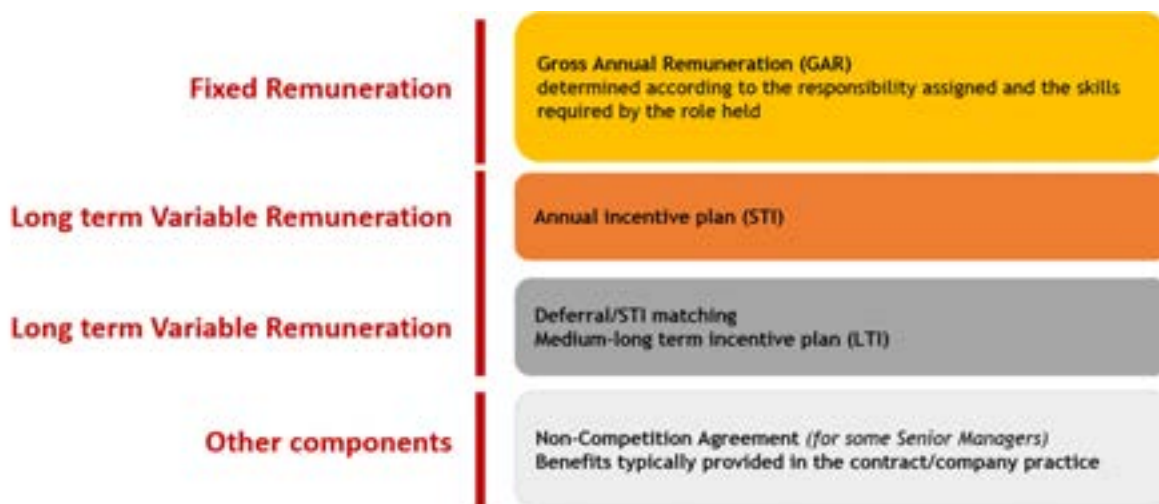 Fixed Remuneration
Gross Annual Remuneration (GAR)
determined according to the responsibility assigned and the skills
required by the role held
Long term Variable Remuneration
Annual incentive plan (STI)
Long term Variable Remuneration
Deferral/STI matching
Medium-long term incentive plan (LTI)
Other components
Non-Competition Agreement (for some Senior Managers)
Benefits typically provided in the contract/company practice